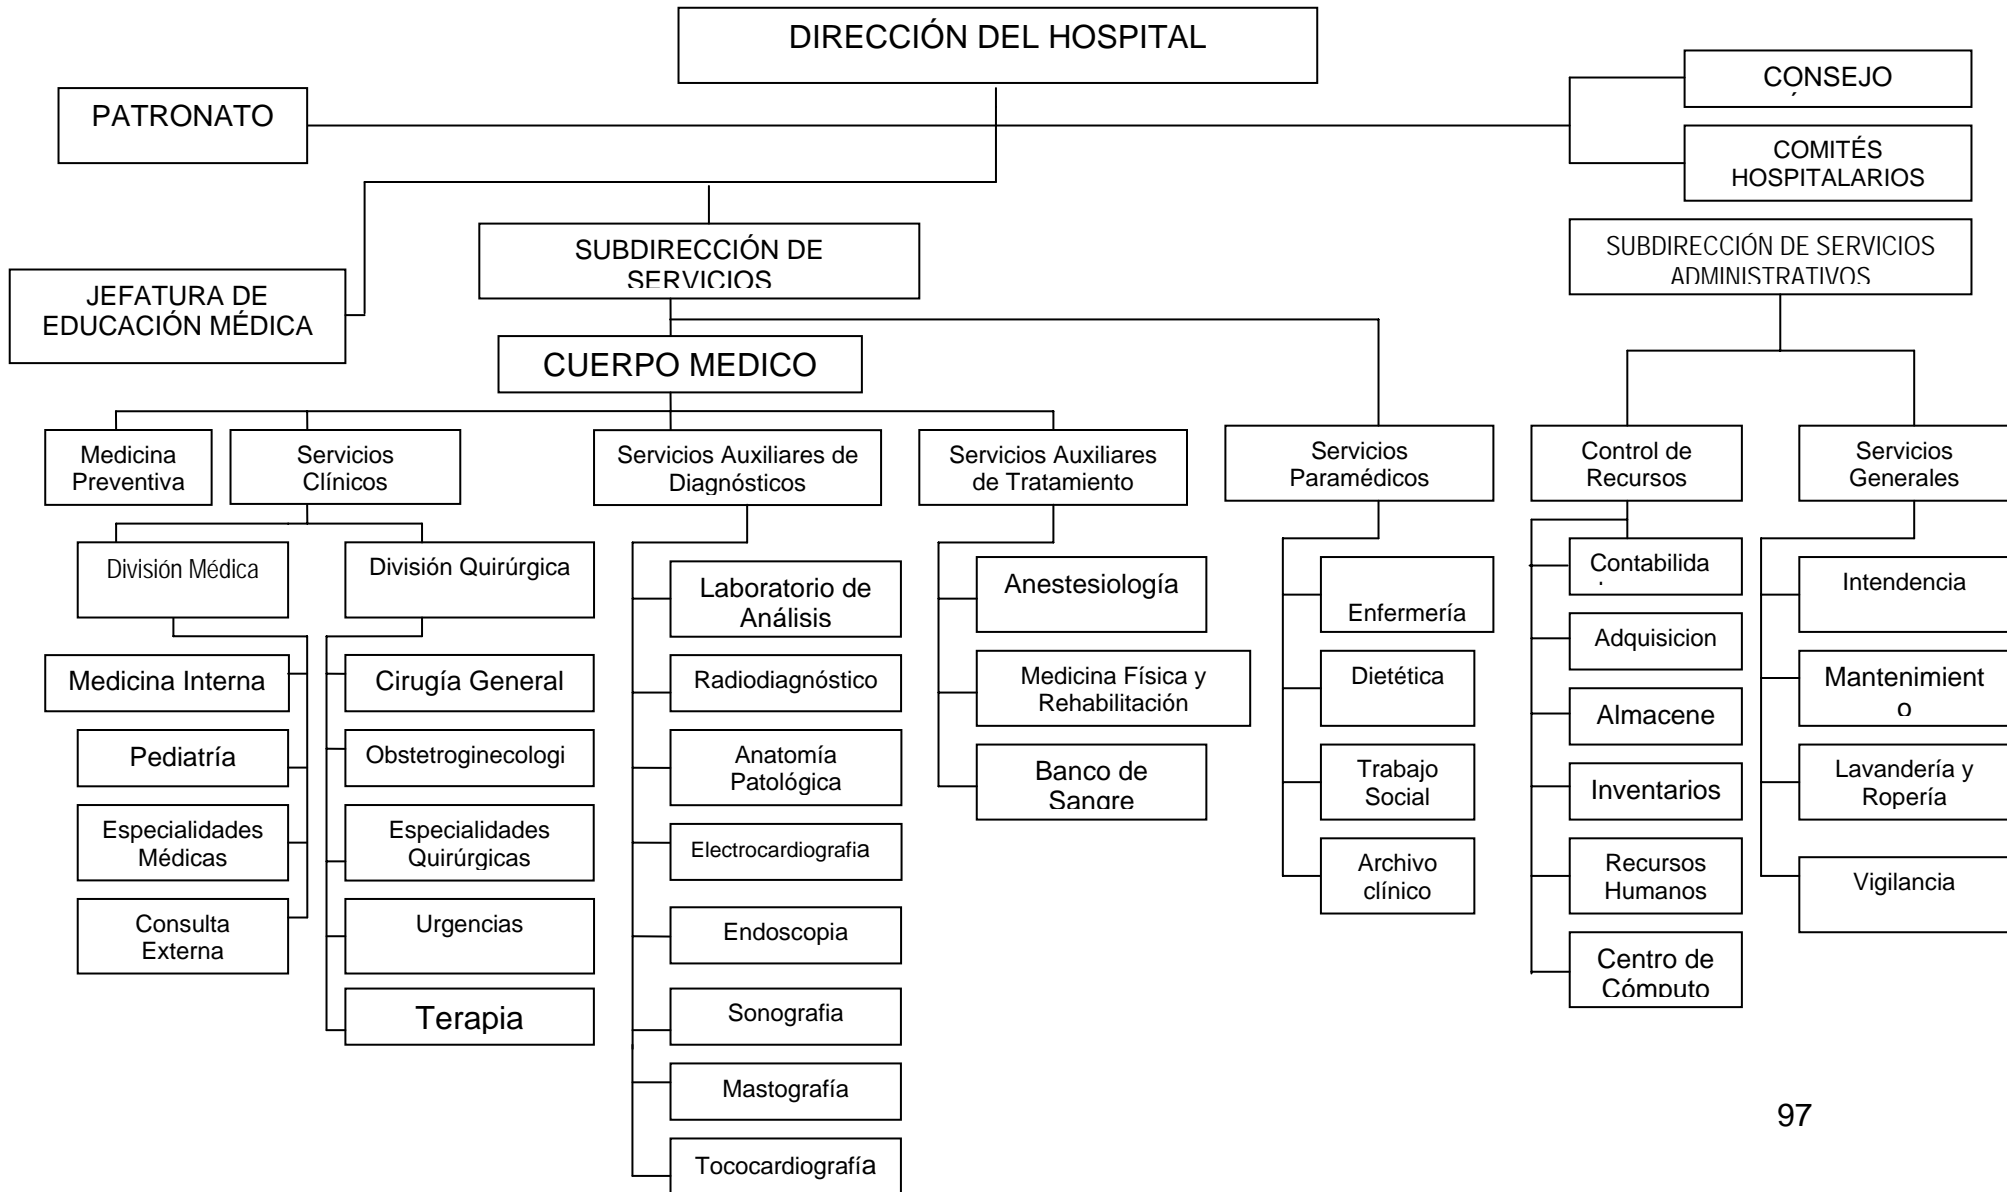 DIRECCIÓN DEL HOSPITAL
CONSEJO
PATRONATO
COMITÉS
HOSPITALARIOS
SUBDIRECCIÓN DE
SERVICIOS
SUBDIRECCIÓN DE SERVICIOS
ADMINISTRATIVOS
JEFATURA DE
EDUCACIÓN MÉDICA
CUERPO MEDICO
Medicina
Preventiva
Servicios
Clínicos
Servicios Auxiliares de
Diagnósticos
Servicios Auxiliares
de Tratamiento
Servicios
Paramédicos
Control de
Recursos
Servicios
Generales
División Médica
División Quirúrgica
Medicina Interna
Pediatría
Especialidades
Médicas
Consulta
Externa
Cirugía General
Obstetroginecologi
Especialidades
Quirúrgicas
Urgencias
Terapia
Laboratorio de
Análisis
Radiodiagnóstico
Anatomía
Patológica
Electrocardiografia
Endoscopia
Sonografia
Mastografía
Tococardiografía
Anestesiología
Medicina Física y
Rehabilitación
Banco de
Sangre
Enfermería
Dietética
Trabajo
Social
Archivo
clínico
Contabilida
Adquisicion
Almacene
Inventarios
Recursos
Humanos
Centro de
Cómputo
Intendencia
Mantenimient
o
Lavandería y
Ropería
Vigilancia
97